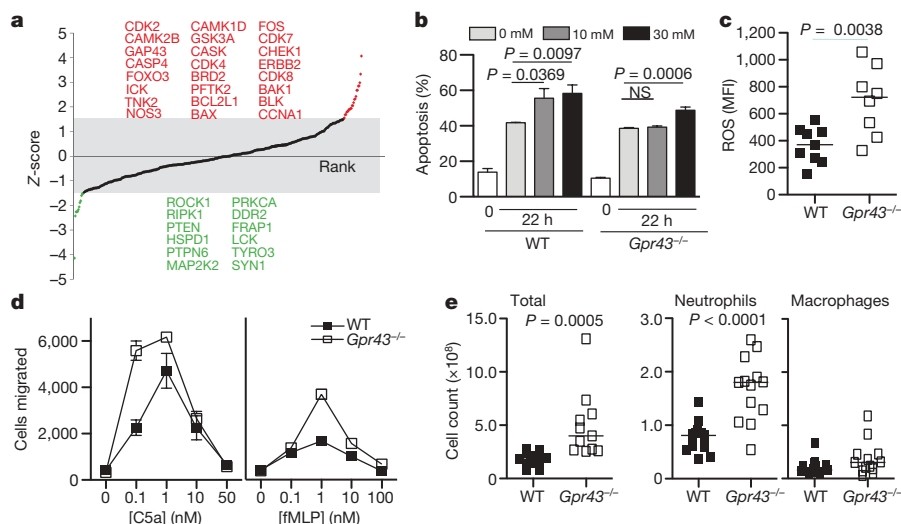 a
5
4
3
2
1
0
−1
−2
−3
−4
−5
Z-score
Rank
CDK2 CAMK1D FOS
CAMK2B GSK3A CDK7
GAP43 CASK CHEK1
CASP4 CDK4 ERBB2
FOXO3 BRD2 CDK8
ICK PFTK2 BAK1
TNK2 BCL2L1 BLK
NOS3 BAX CCNA1
ROCK1 PRKCA
RIPK1 DDR2
PTEN FRAP1
HSPD1 LCK
PTPN6 TYRO3
MAP2K2 SYN1
b
0 mM 10 mM 30 mM
80
60
40
20
0
Apoptosis (%)
P = 0.0097
P = 0.0369
P = 0.0006
NS
0 0
22 h 22 h
WT Gpr43−/−
c
P = 0.0038
1,000
800
600
400
200
0
ROS (MFI)
WT Gpr43−/−
d
6,000
4,000
2,000
0
Cells migrated
WT
Gpr43−/−
0 0.1 1 10 50
[C5a] (nM)
0 0.1 1 10 100
[fMLP] (nM)
e
Total
P = 0.0005
15.0
10.0
5.0
0
Cell count (×10⁸)
WT Gpr43−/−
Neutrophils
P < 0.0001
3.0
2.0
1.0
0
WT Gpr43−/−
Macrophages
WT Gpr43−/−